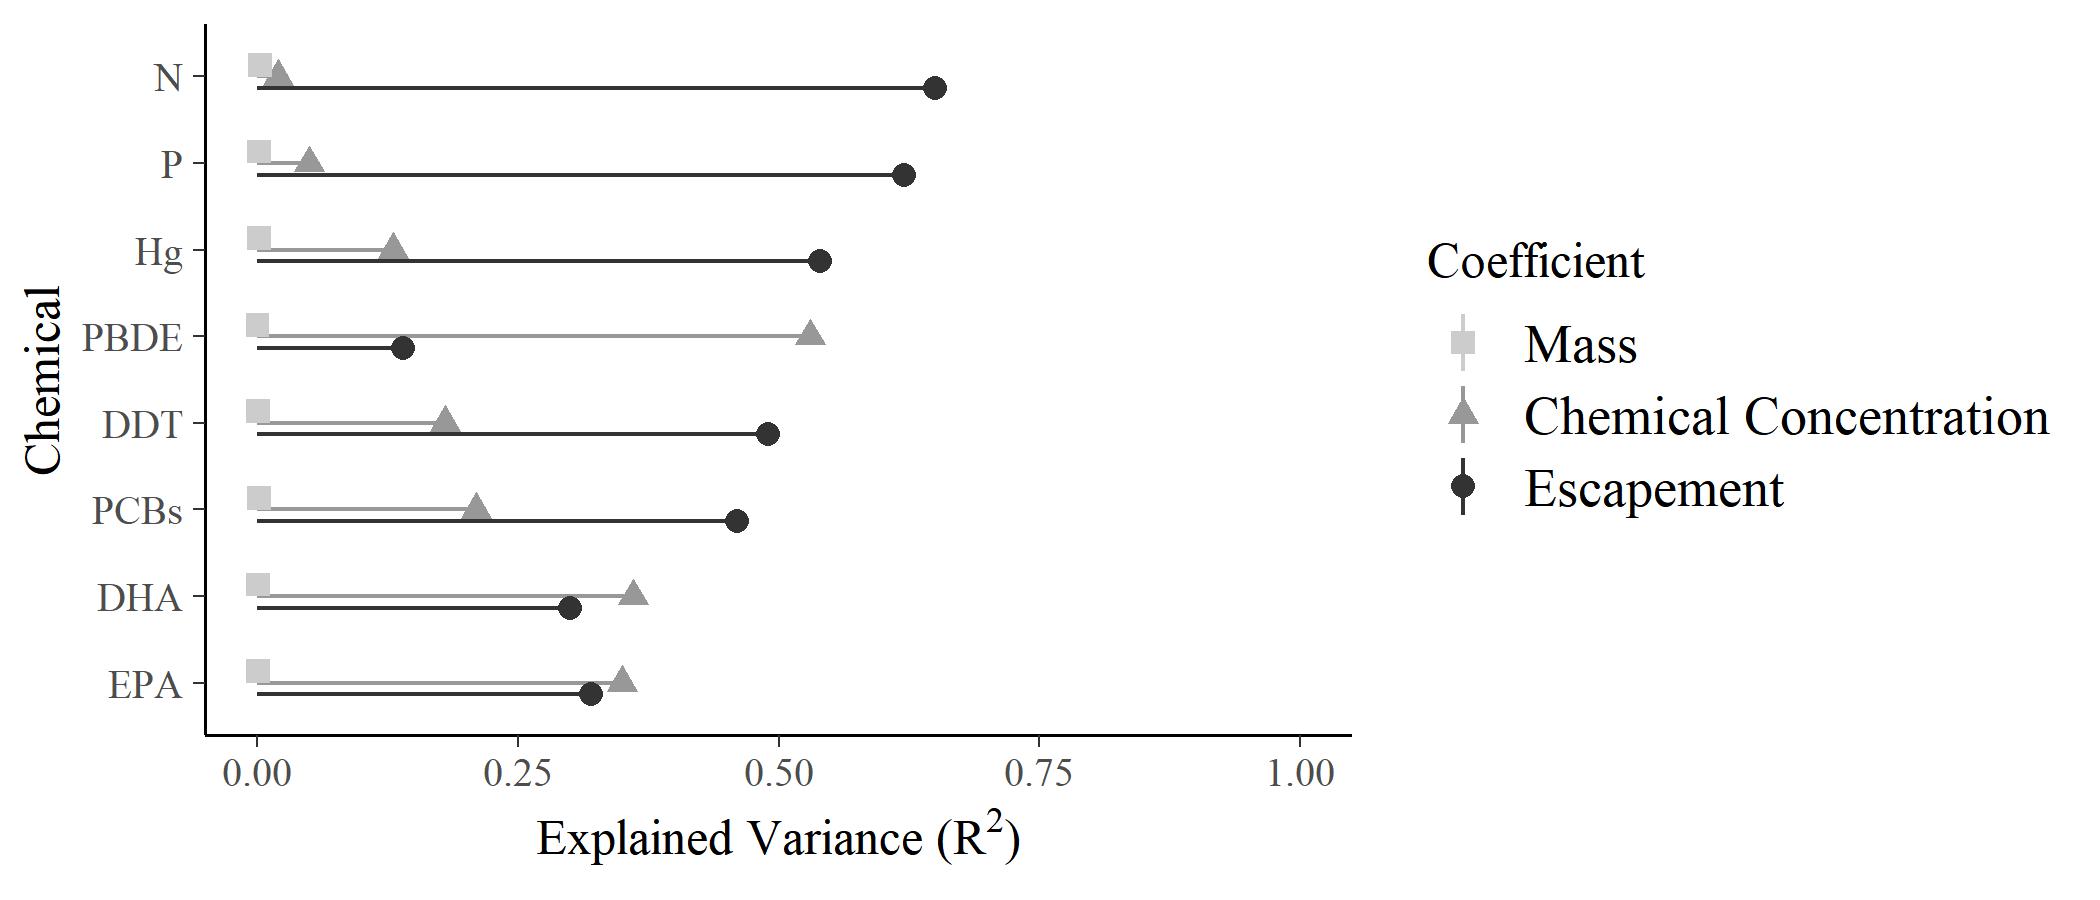 Chemical
N
P
Hg
PBDE
DDT
PCBs
DHA
EPA
0.00 0.25 0.50 0.75 1.00
Explained Variance (R²)
Coefficient
Mass
Chemical Concentration
Escapement